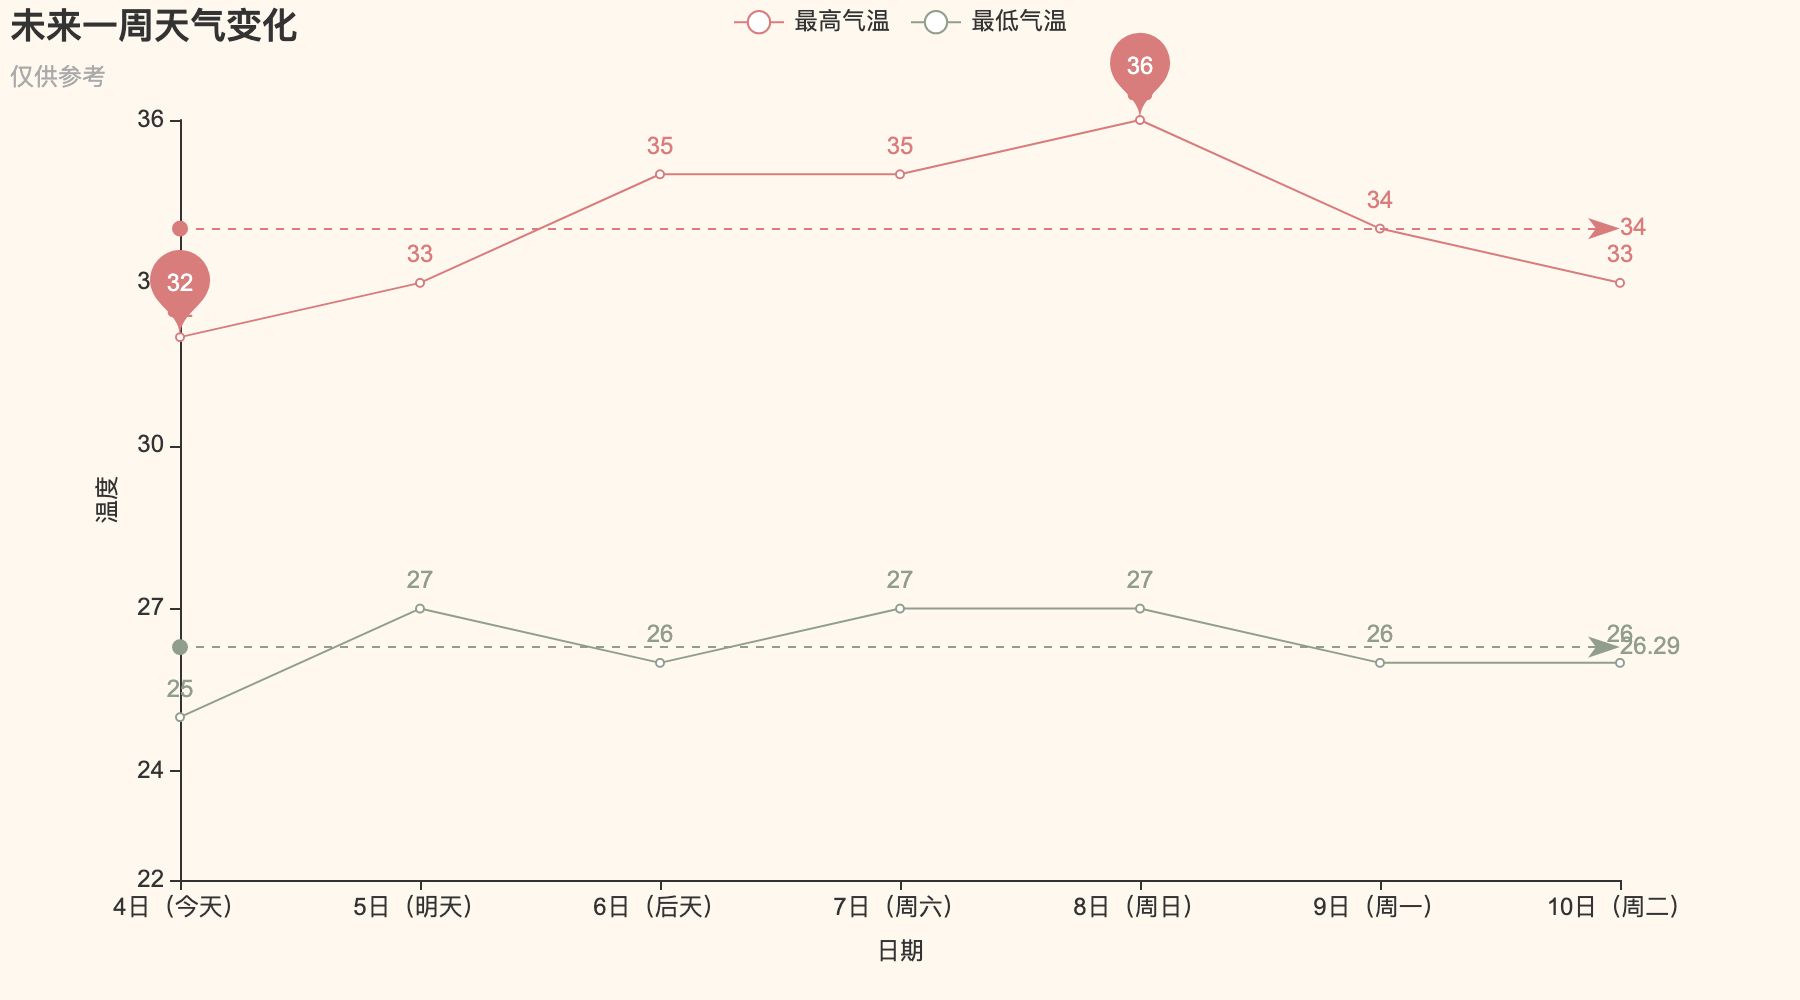 未来一周天气变化
仅供参考
最高气温
最低气温
36
36
35
35
34
34
33
33
32
3
30
温度
27
27
27
27
26
26
26
26.29
25
24
22
4日（今天）
5日（明天）
6日（后天）
7日（周六）
8日（周日）
9日（周一）
10日（周二）
日期